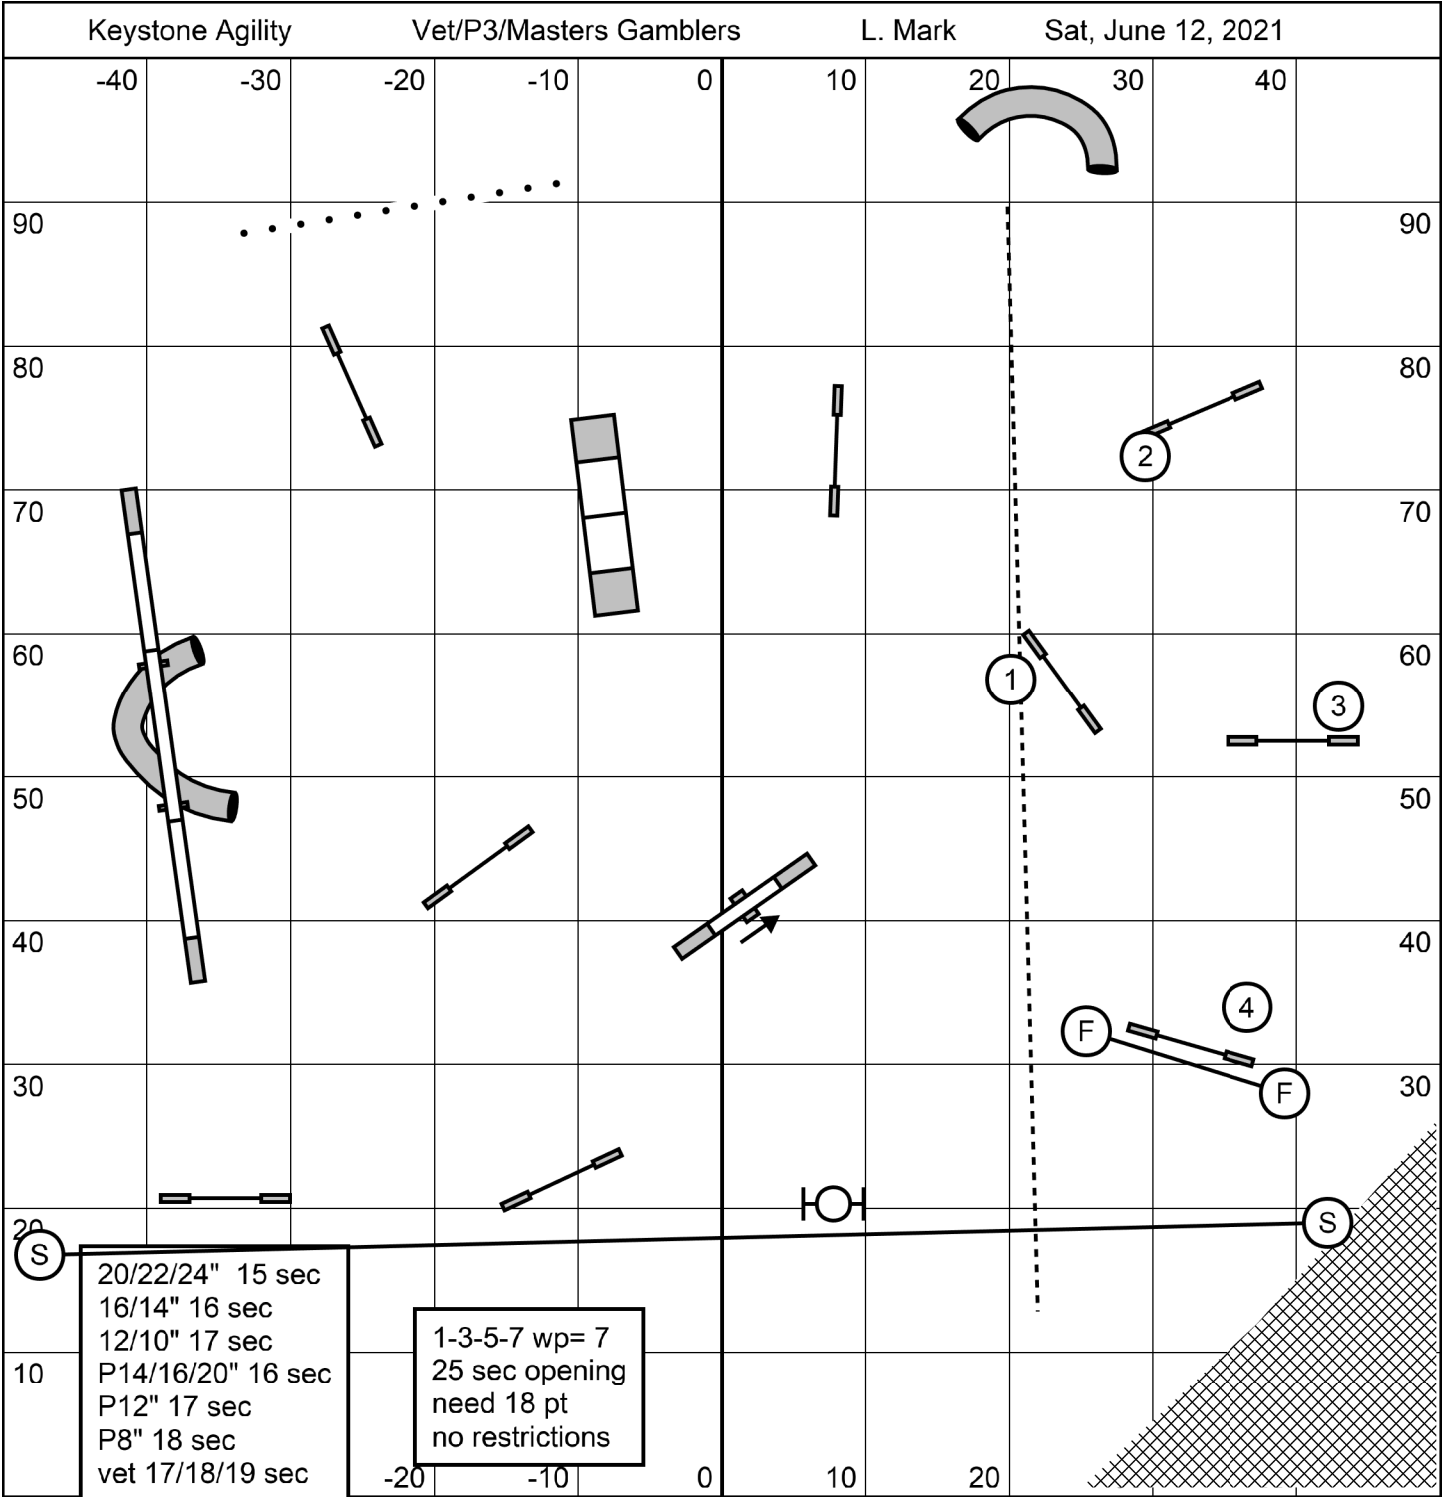 Keystone Agility Vet/P3/Masters Gamblers L. Mark Sat, June 12, 2021
-40 -30 -20 -10 0 10 20 30 40
90 90
80 80
2
70 70
60 60
1
3
50 50
40 40
4
F
30 30
F
20
S S
20/22/24" 15 sec
16/14" 16 sec
12/10" 17 sec
P14/16/20" 16 sec
P12" 17 sec
P8" 18 sec
vet 17/18/19 sec
1-3-5-7 wp= 7
25 sec opening
need 18 pt
no restrictions
10
-20 -10 0 10 20